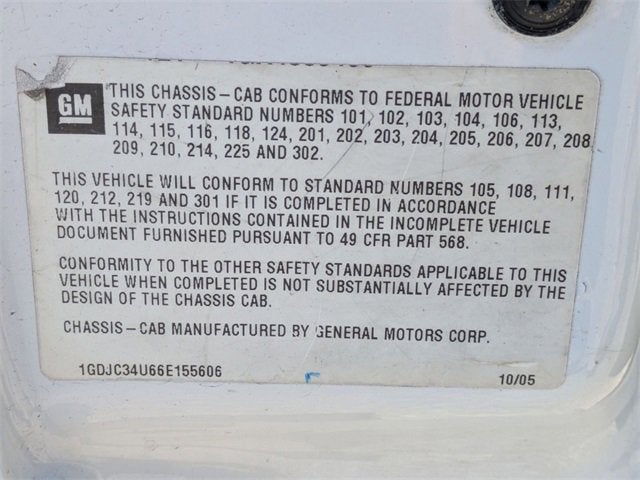 GM
THIS CHASSIS-CAB CONFORMS TO FEDERAL MOTOR VEHICLE
SAFETY STANDARD NUMBERS 101, 102, 103, 104, 106, 113,
114, 115, 116, 118, 124, 201, 202, 203, 204, 205, 206, 207, 208
209, 210, 214, 225 AND 302.
THIS VEHICLE WILL CONFORM TO STANDARD NUMBERS 105, 108, 111,
120, 212, 219 AND 301 IF IT IS COMPLETED IN ACCORDANCE
WITH THE INSTRUCTIONS CONTAINED IN THE INCOMPLETE VEHICLE
DOCUMENT FURNISHED PURSUANT TO 49 CFR PART 568.
CONFORMITY TO THE OTHER SAFETY STANDARDS APPLICABLE TO THIS
VEHICLE WHEN COMPLETED IS NOT SUBSTANTIALLY AFFECTED BY THE
DESIGN OF THE CHASSIS CAB.
CHASSIS-CAB MANUFACTURED BY GENERAL MOTORS CORP.
1GDJC34U66E155606 10/05